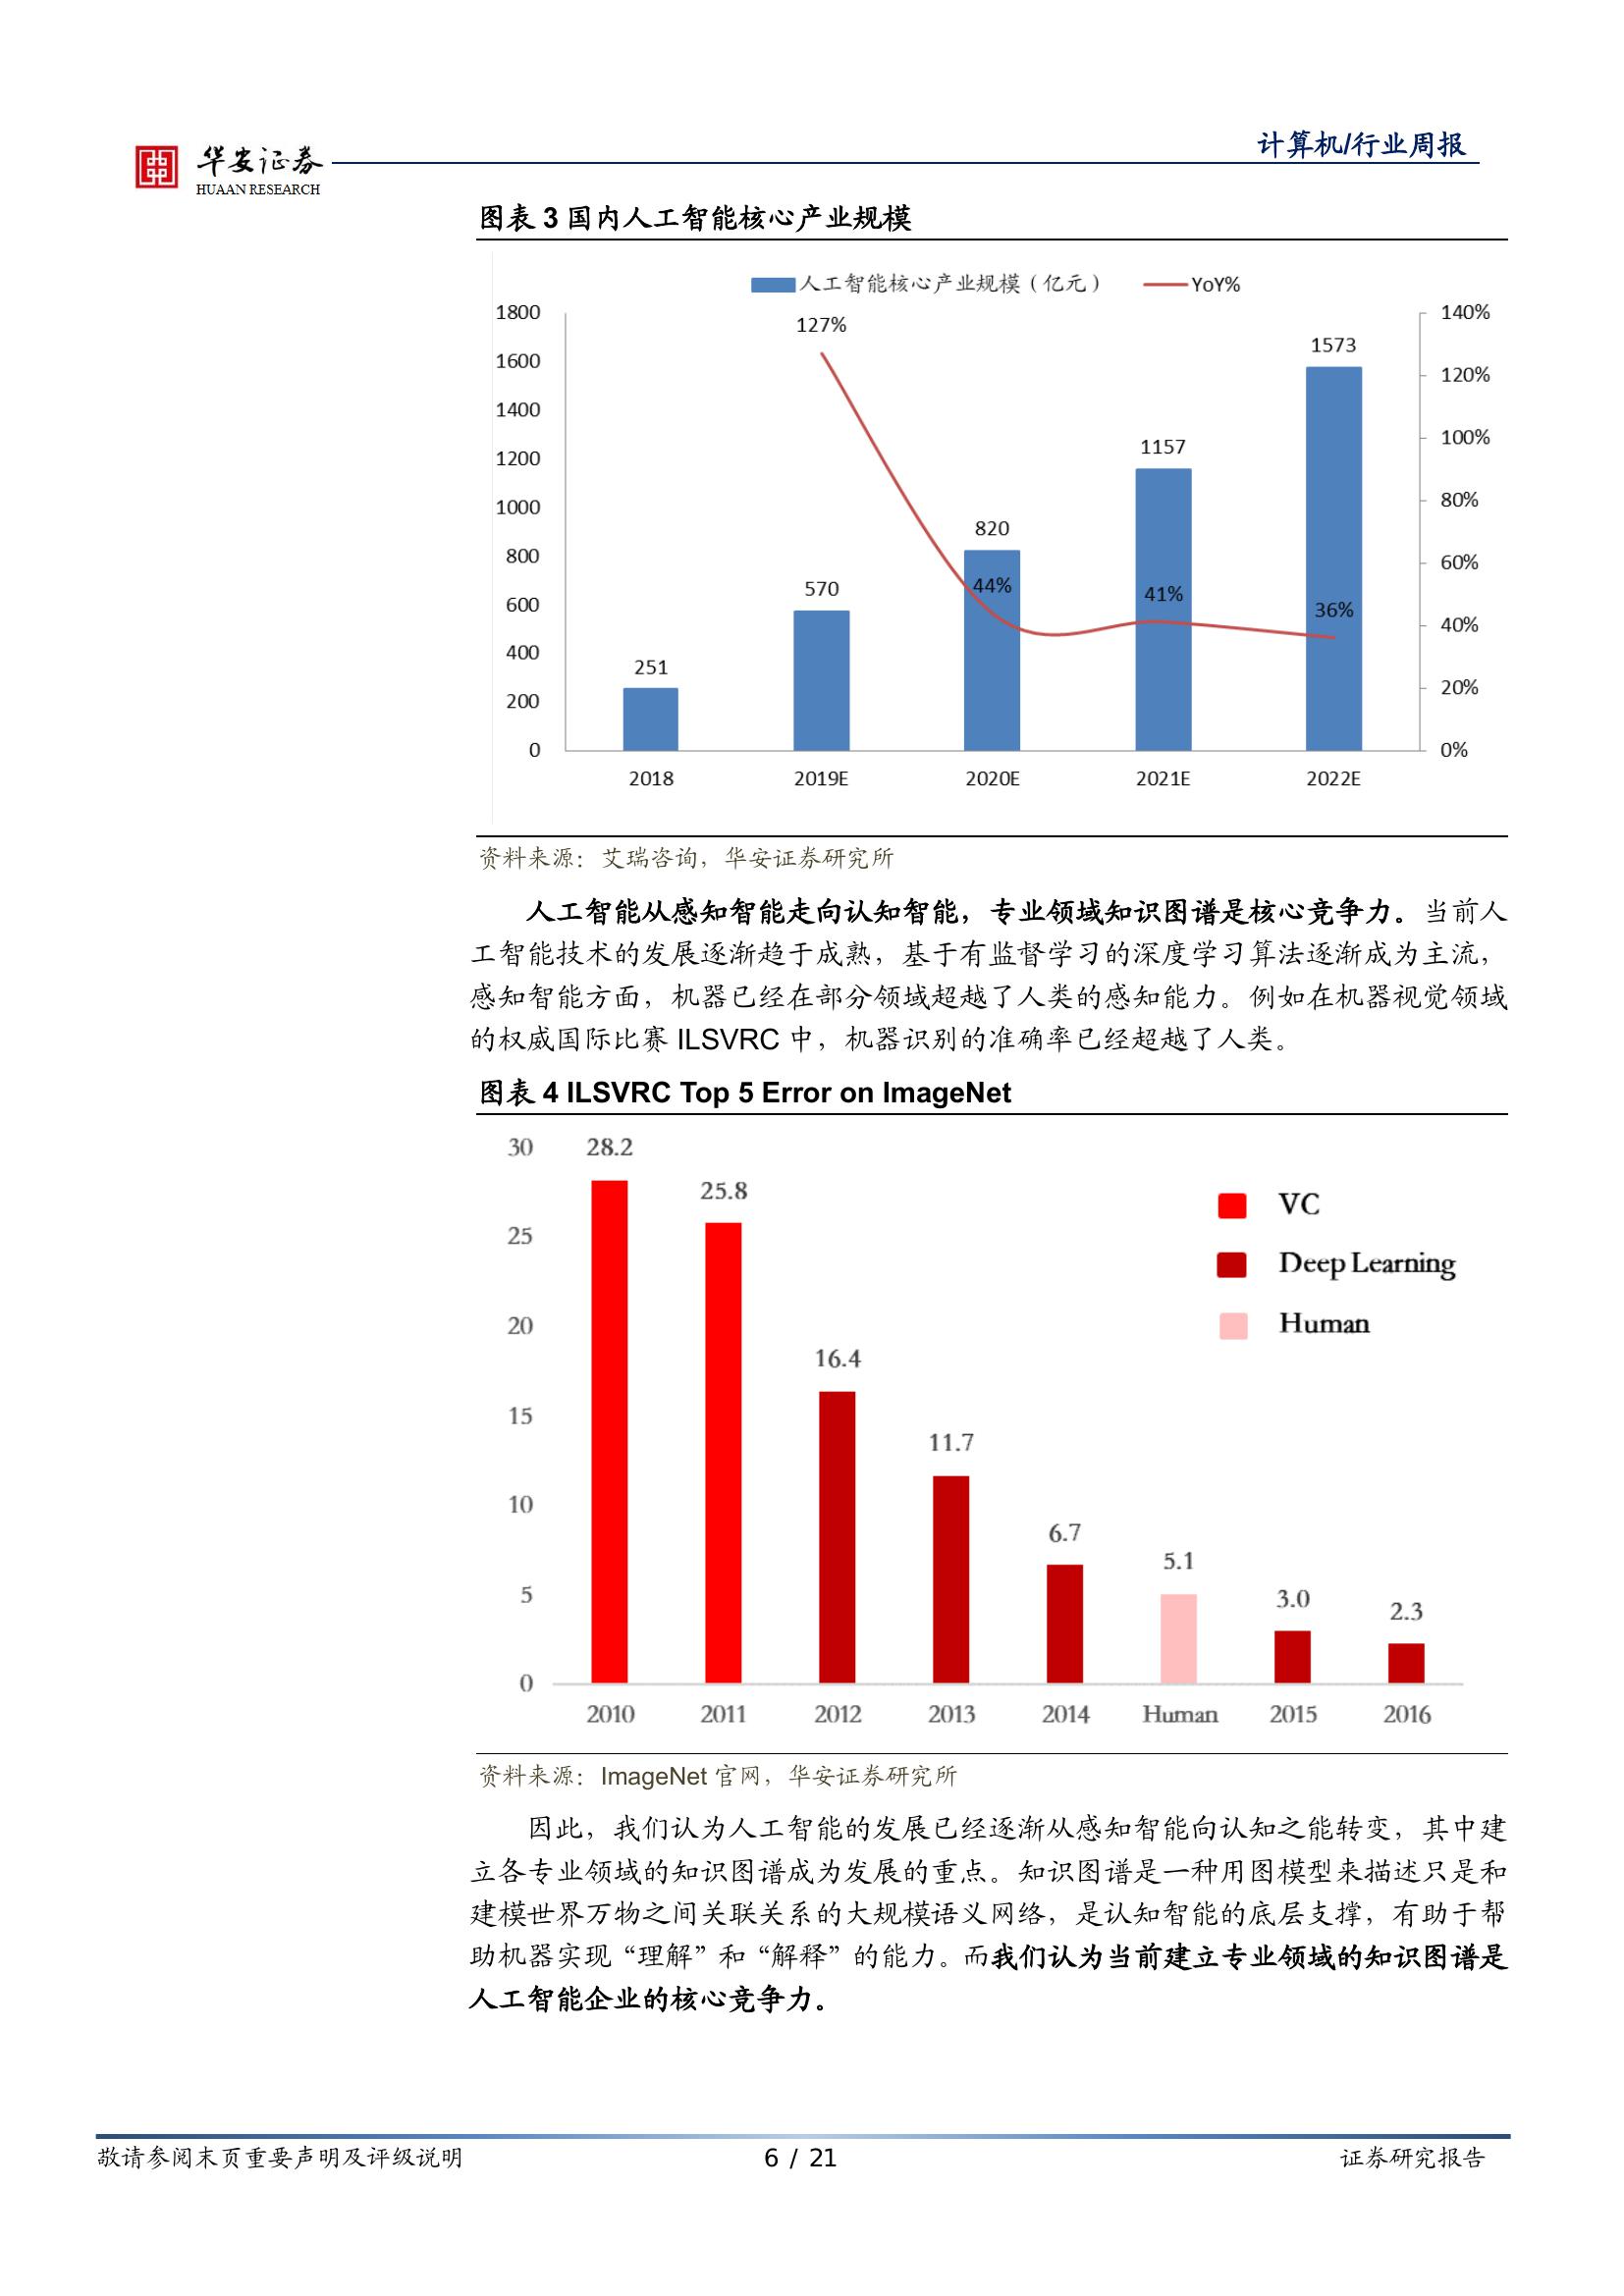 华安证券
HUAAN RESEARCH
计算机/行业周报
图表 3 国内人工智能核心产业规模
人工智能核心产业规模（亿元）
YoY%
1800
1600
1400
1200
1000
800
600
400
200
0
140%
120%
100%
80%
60%
40%
20%
0%
127%
44%
41%
36%
251
570
820
1157
1573
2018
2019E
2020E
2021E
2022E
资料来源：艾瑞咨询，华安证券研究所
人工智能从感知智能走向认知智能，专业领域知识图谱是核心竞争力。当前人
工智能技术的发展逐渐趋于成熟，基于有监督学习的深度学习算法逐渐成为主流，
感知智能方面，机器已经在部分领域超越了人类的感知能力。例如在机器视觉领域
的权威国际比赛 ILSVRC 中，机器识别的准确率已经超越了人类。
图表 4 ILSVRC Top 5 Error on ImageNet
30
25
20
15
10
5
0
28.2
25.8
16.4
11.7
6.7
5.1
3.0
2.3
VC
Deep Learning
Human
2010
2011
2012
2013
2014
Human
2015
2016
资料来源：ImageNet 官网，华安证券研究所
因此，我们认为人工智能的发展已经逐渐从感知智能向认知之能转变，其中建
立各专业领域的知识图谱成为发展的重点。知识图谱是一种用图模型来描述只是和
建模世界万物之间关联关系的大规模语义网络，是认知智能的底层支撑，有助于帮
助机器实现“理解”和“解释”的能力。而我们认为当前建立专业领域的知识图谱是
人工智能企业的核心竞争力。
敬请参阅末页重要声明及评级说明
6 / 21
证券研究报告